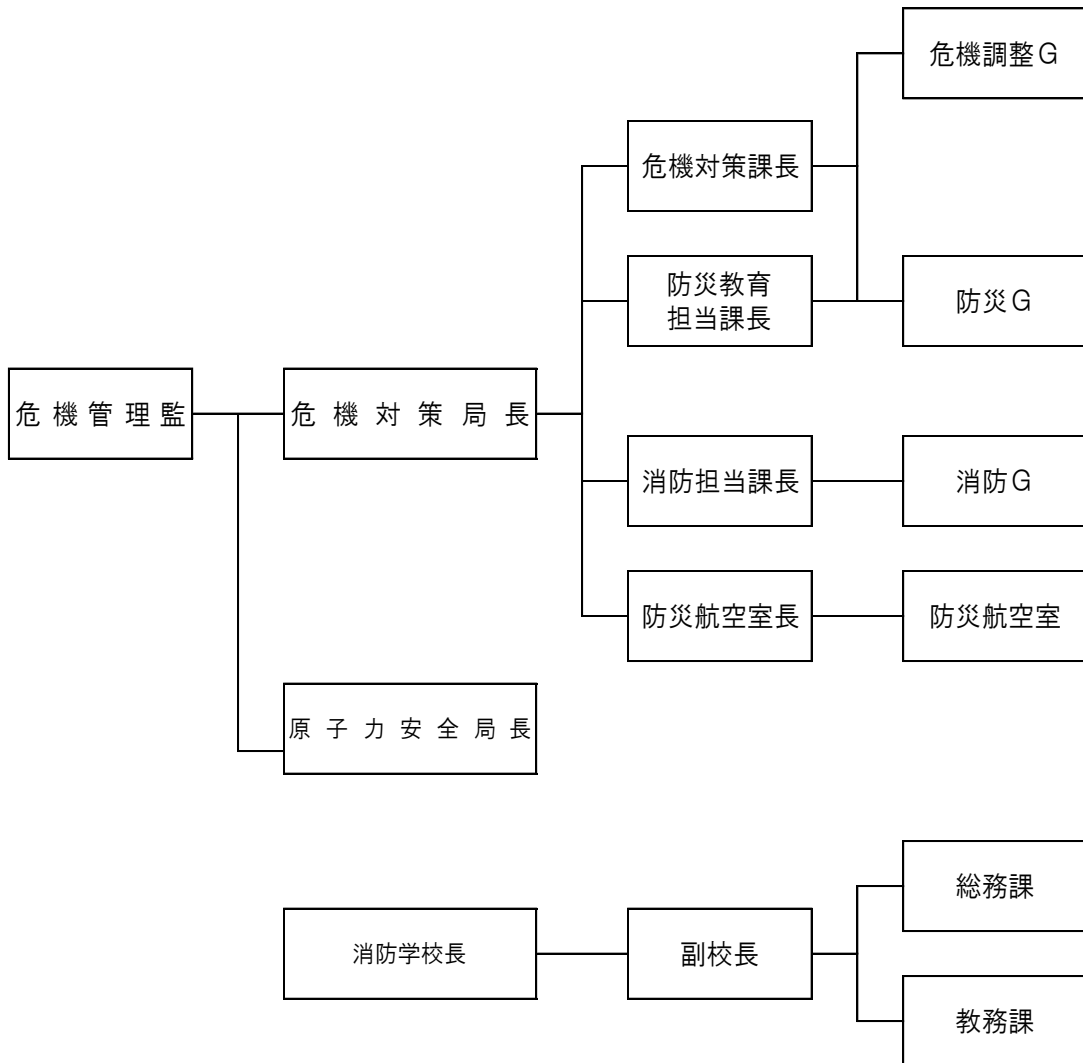 危機調整Ｇ
危機対策課長
防災教育
担当課長
防災Ｇ
危機管理監
危機対策局長
消防担当課長
消防Ｇ
防災航空室長
防災航空室
原子力安全局長
総務課
消防学校長
副校長
教務課